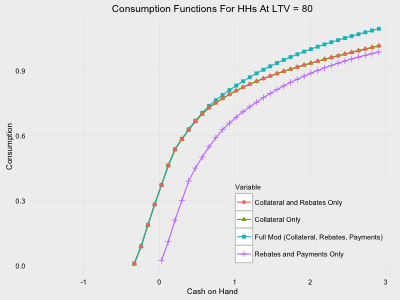 Consumption Functions For HHs At LTV = 80
Consumption
0.9
0.6
0.3
0.0
Variable
Collateral and Rebates Only
Collateral Only
Full Mod (Collateral, Rebates, Payments)
Rebates and Payments Only
-1
0
1
2
3
Cash on Hand